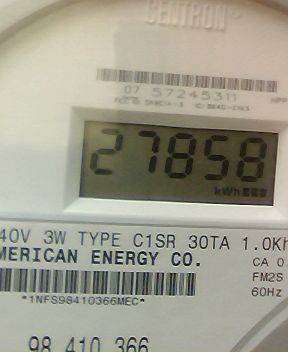 CENTRON®
07 57245311
27858
kWh
40V 3W TYPE C1SR 30TA 1.0Kh
MERICAN ENERGY CO.
CA 0.
FM2S
60Hz
*1NFS98410366MEC*
98 410 366